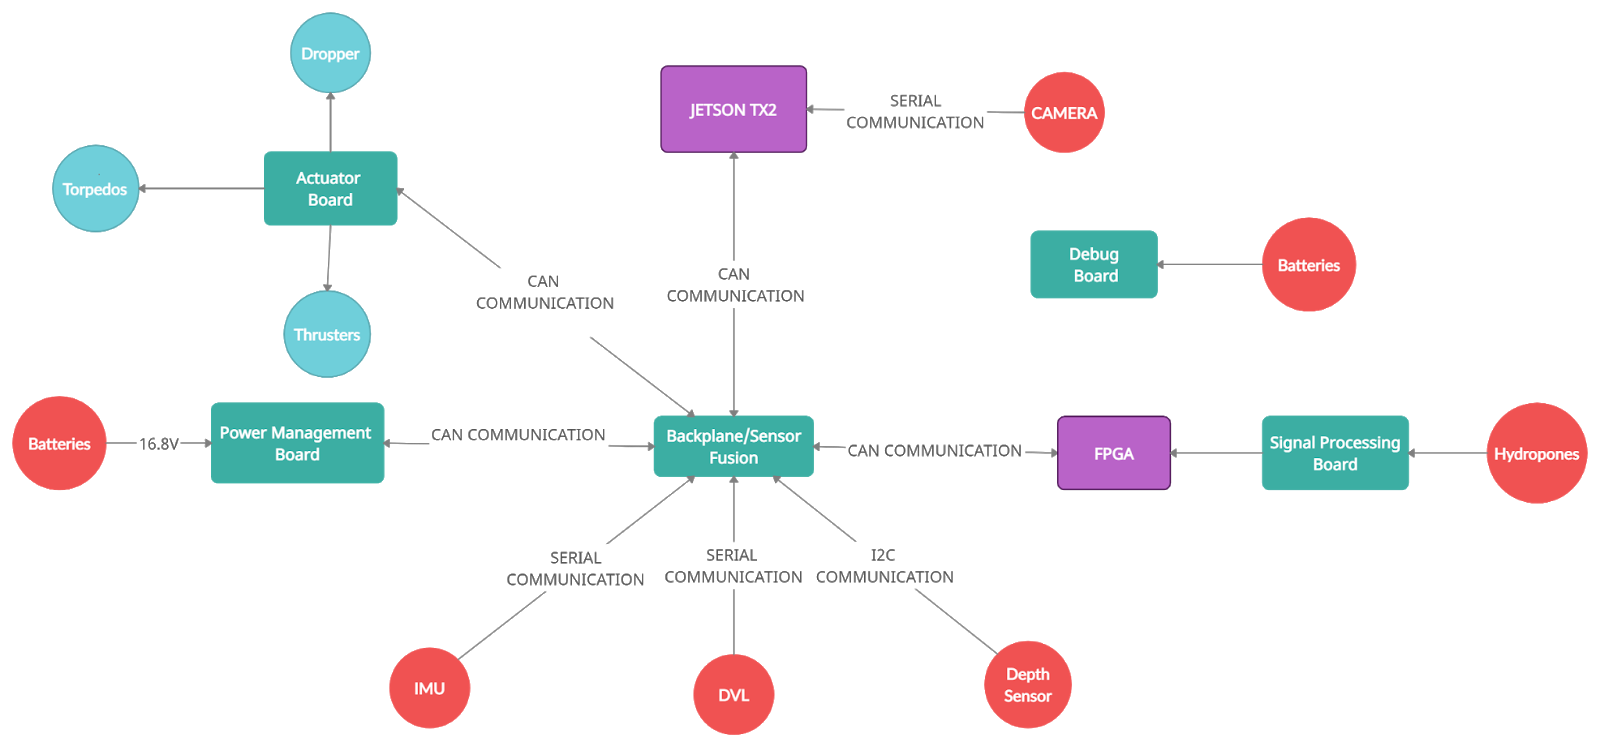 Dropper
JETSON TX2
SERIAL
COMMUNICATION
CAMERA
Torpedos
Actuator
Board
CAN
COMMUNICATION
CAN
COMMUNICATION
Debug
Board
Batteries
Thrusters
Batteries
16.8V
Power Management
Board
CAN COMMUNICATION
Backplane/Sensor
Fusion
CAN COMMUNICATION
FPGA
Signal Processing
Board
Hydropones
SERIAL
COMMUNICATION
SERIAL
COMMUNICATION
I2C
COMMUNICATION
IMU
DVL
Depth
Sensor